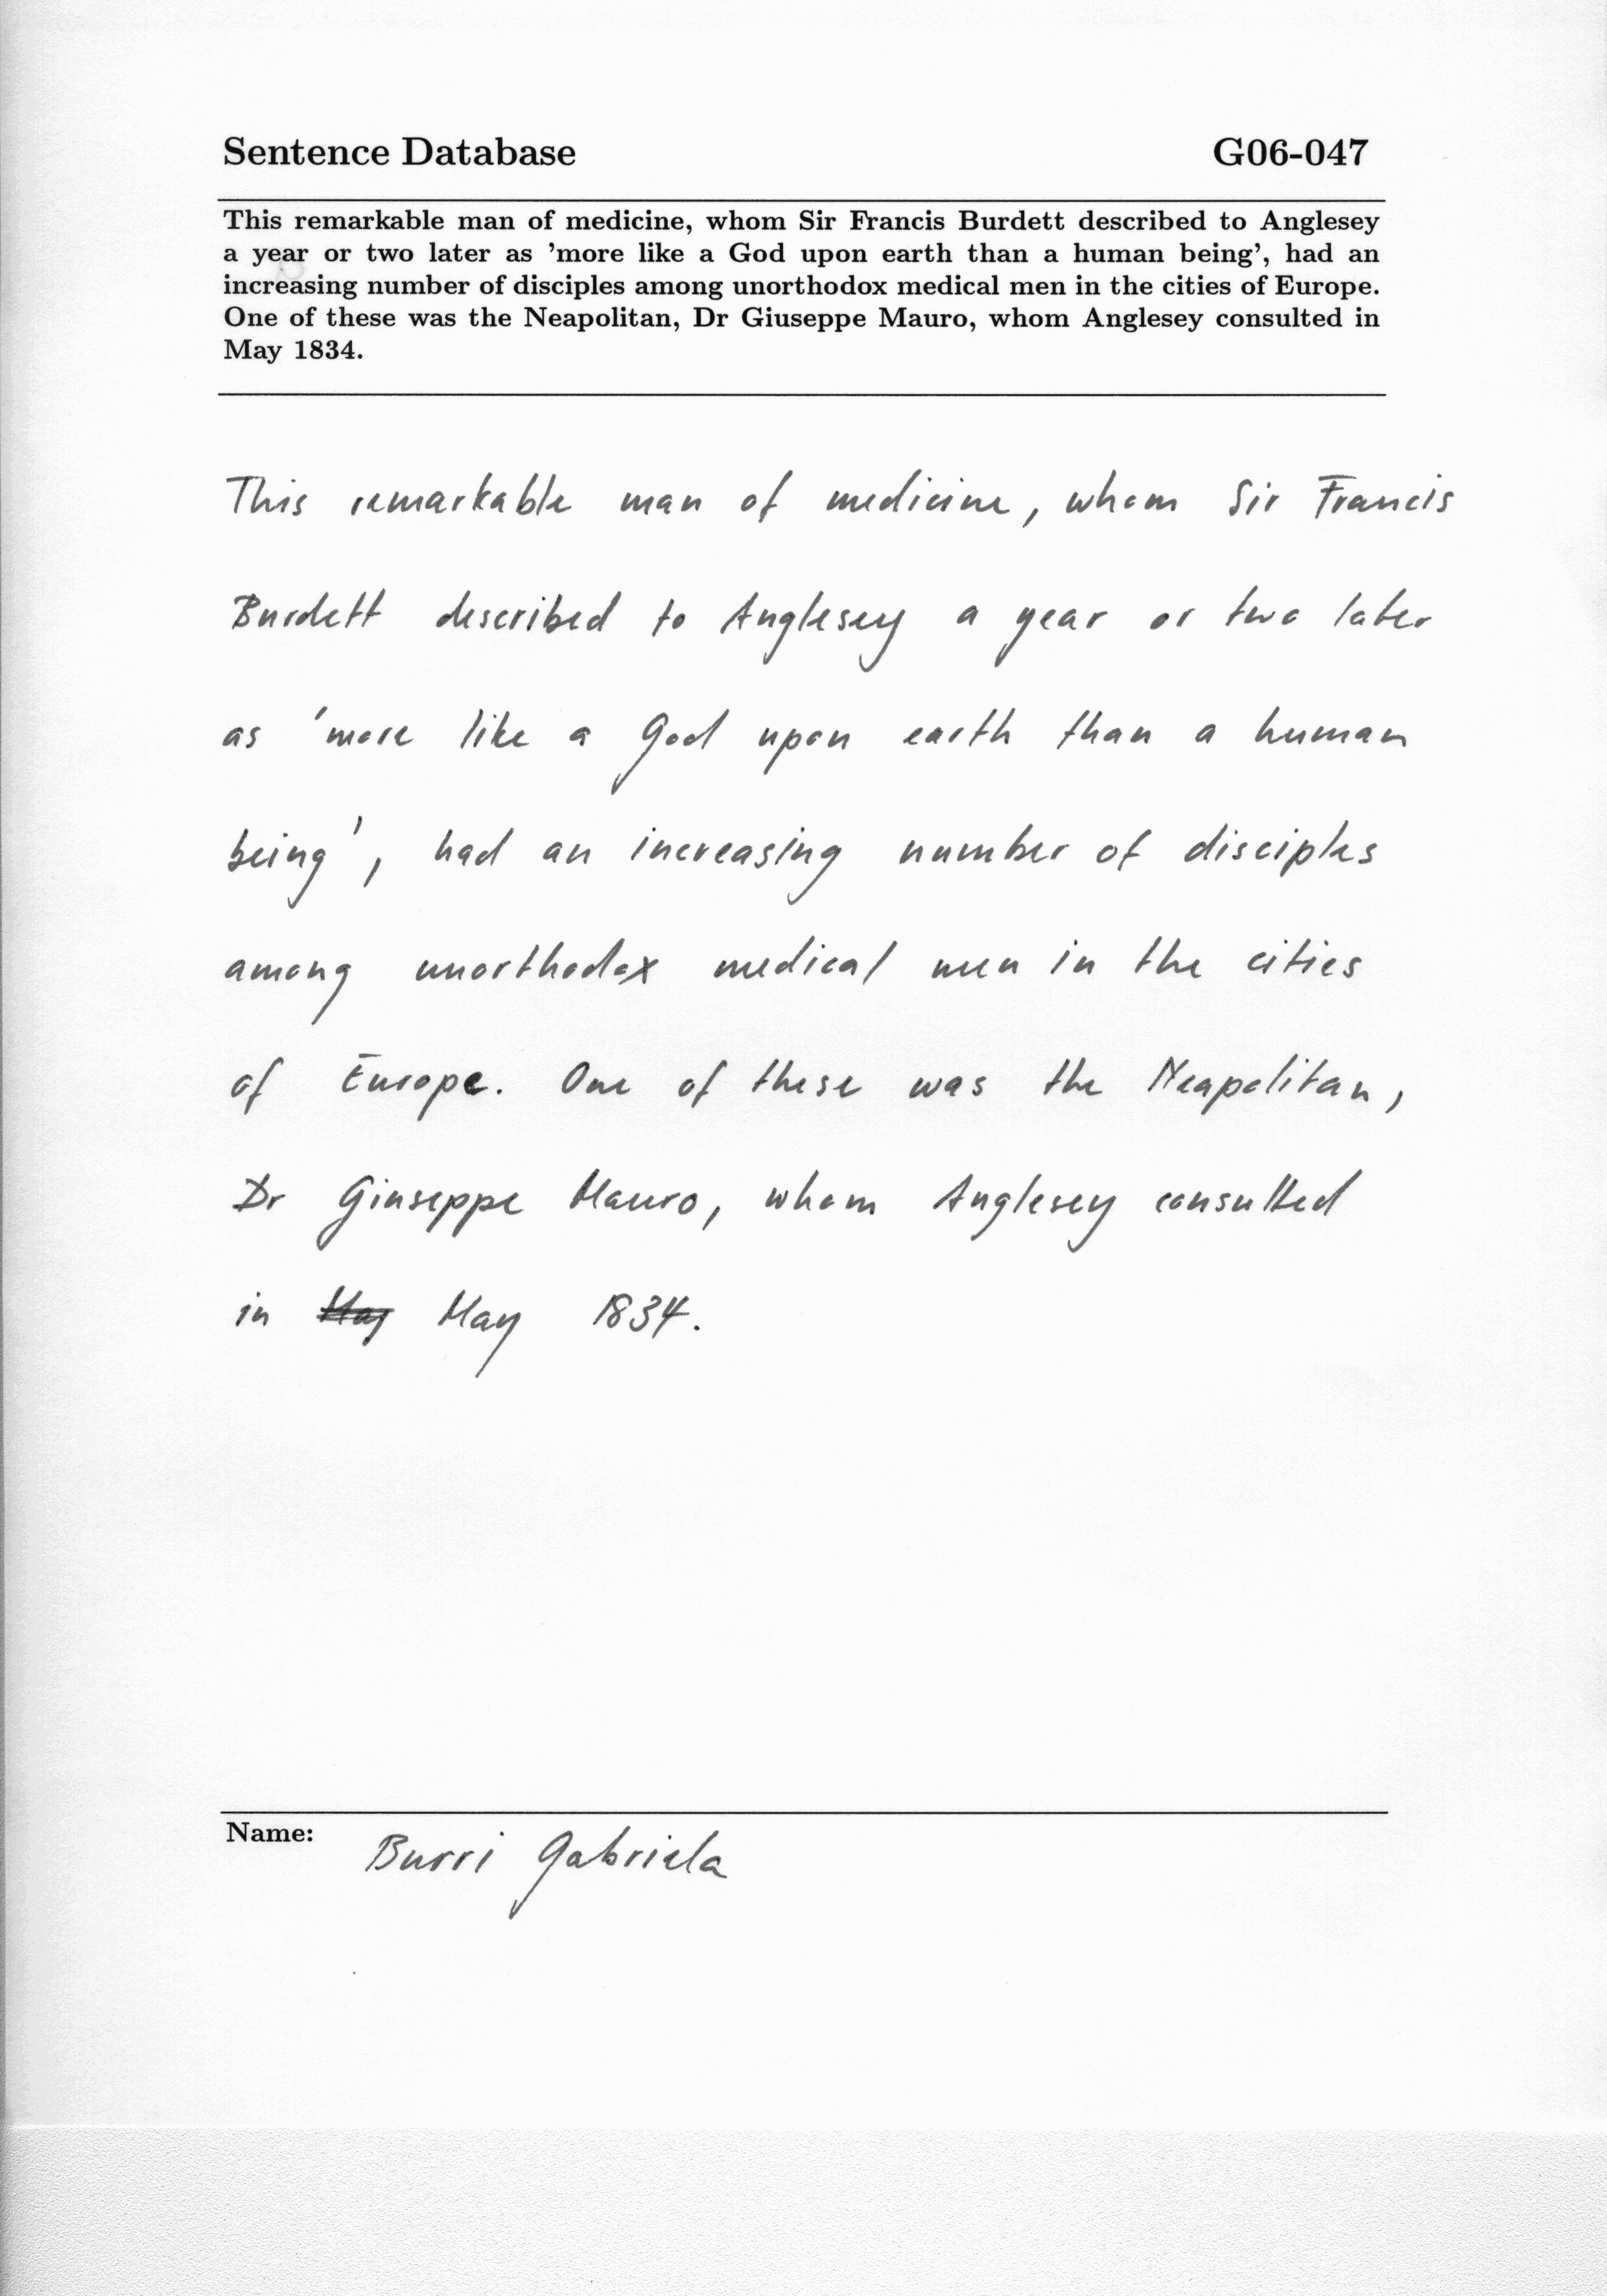 Sentence Database G06-047
This remarkable man of medicine, whom Sir Francis Burdett described to Anglesey
a year or two later as 'more like a God upon earth than a human being', had an
increasing number of disciples among unorthodox medical men in the cities of Europe.
One of these was the Neapolitan, Dr Giuseppe Mauro, whom Anglesey consulted in
May 1834.
This remarkable man of medicine, whom Sir Francis
Burdett described to Anglesey a year or two later
as 'more like a God upon earth than a human
being', had an increasing number of disciples
among unorthodox medical men in the cities
of Europe. One of these was the Neapolitan,
Dr Giuseppe Mauro, whom Anglesey consulted
in May May 1834.
Name: Burri Gabriela